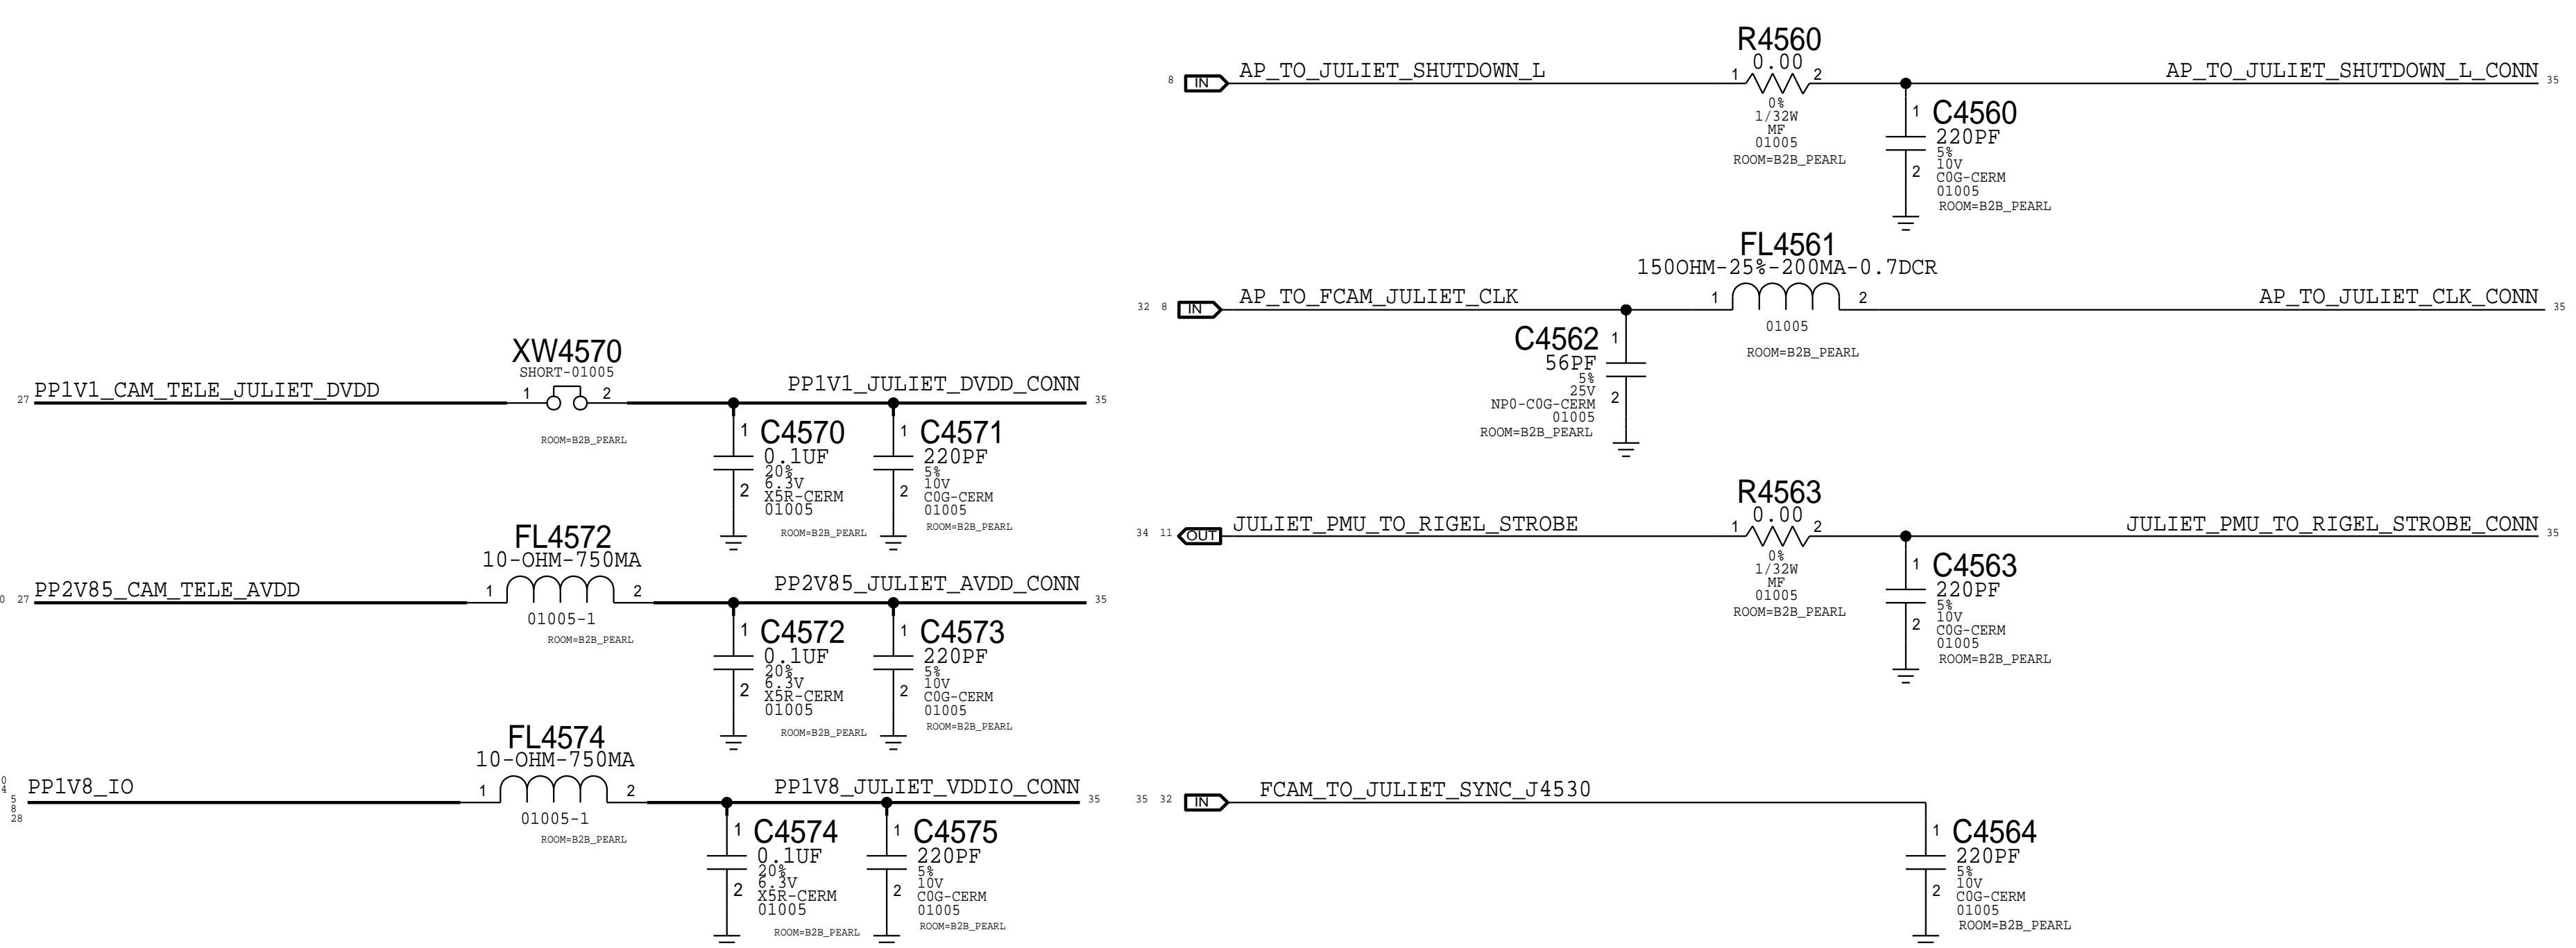 R4560
0.00
8 IN AP_TO_JULIET_SHUTDOWN_L 1 2 AP_TO_JULIET_SHUTDOWN_L_CONN 35
0%
1/32W
MF
01005
ROOM=B2B_PEARL
1 C4560
220PF
5%
10V
2 C0G-CERM
01005
ROOM=B2B_PEARL
FL4561
150OHM-25%-200MA-0.7DCR
32 8 IN AP_TO_FCAM_JULIET_CLK 1 2 AP_TO_JULIET_CLK_CONN 35
01005
ROOM=B2B_PEARL
C4562 1
56PF
5%
25V
NP0-C0G-CERM 2
01005
ROOM=B2B_PEARL
XW4570
SHORT-01005
27 PP1V1_CAM_TELE_JULIET_DVDD 1 2 PP1V1_JULIET_DVDD_CONN 35
ROOM=B2B_PEARL
1 C4570
0.1UF
20%
6.3V
2 X5R-CERM
01005
ROOM=B2B_PEARL
1 C4571
220PF
5%
10V
2 C0G-CERM
01005
ROOM=B2B_PEARL
R4563
0.00
34 11 OUT JULIET_PMU_TO_RIGEL_STROBE 1 2 JULIET_PMU_TO_RIGEL_STROBE_CONN 35
0%
1/32W
MF
01005
ROOM=B2B_PEARL
1 C4563
220PF
5%
10V
2 C0G-CERM
01005
ROOM=B2B_PEARL
FL4572
10-OHM-750MA
0 27 PP2V85_CAM_TELE_AVDD 1 2 PP2V85_JULIET_AVDD_CONN 35
01005-1
ROOM=B2B_PEARL
1 C4572
0.1UF
20%
6.3V
2 X5R-CERM
01005
ROOM=B2B_PEARL
1 C4573
220PF
5%
10V
2 C0G-CERM
01005
ROOM=B2B_PEARL
FL4574
10-OHM-750MA
0
4
5
8
28
PP1V8_IO 1 2 PP1V8_JULIET_VDDIO_CONN 35
01005-1
ROOM=B2B_PEARL
1 C4574
0.1UF
20%
6.3V
2 X5R-CERM
01005
ROOM=B2B_PEARL
1 C4575
220PF
5%
10V
2 C0G-CERM
01005
ROOM=B2B_PEARL
35 32 IN FCAM_TO_JULIET_SYNC_J4530
1 C4564
220PF
5%
10V
2 C0G-CERM
01005
ROOM=B2B_PEARL